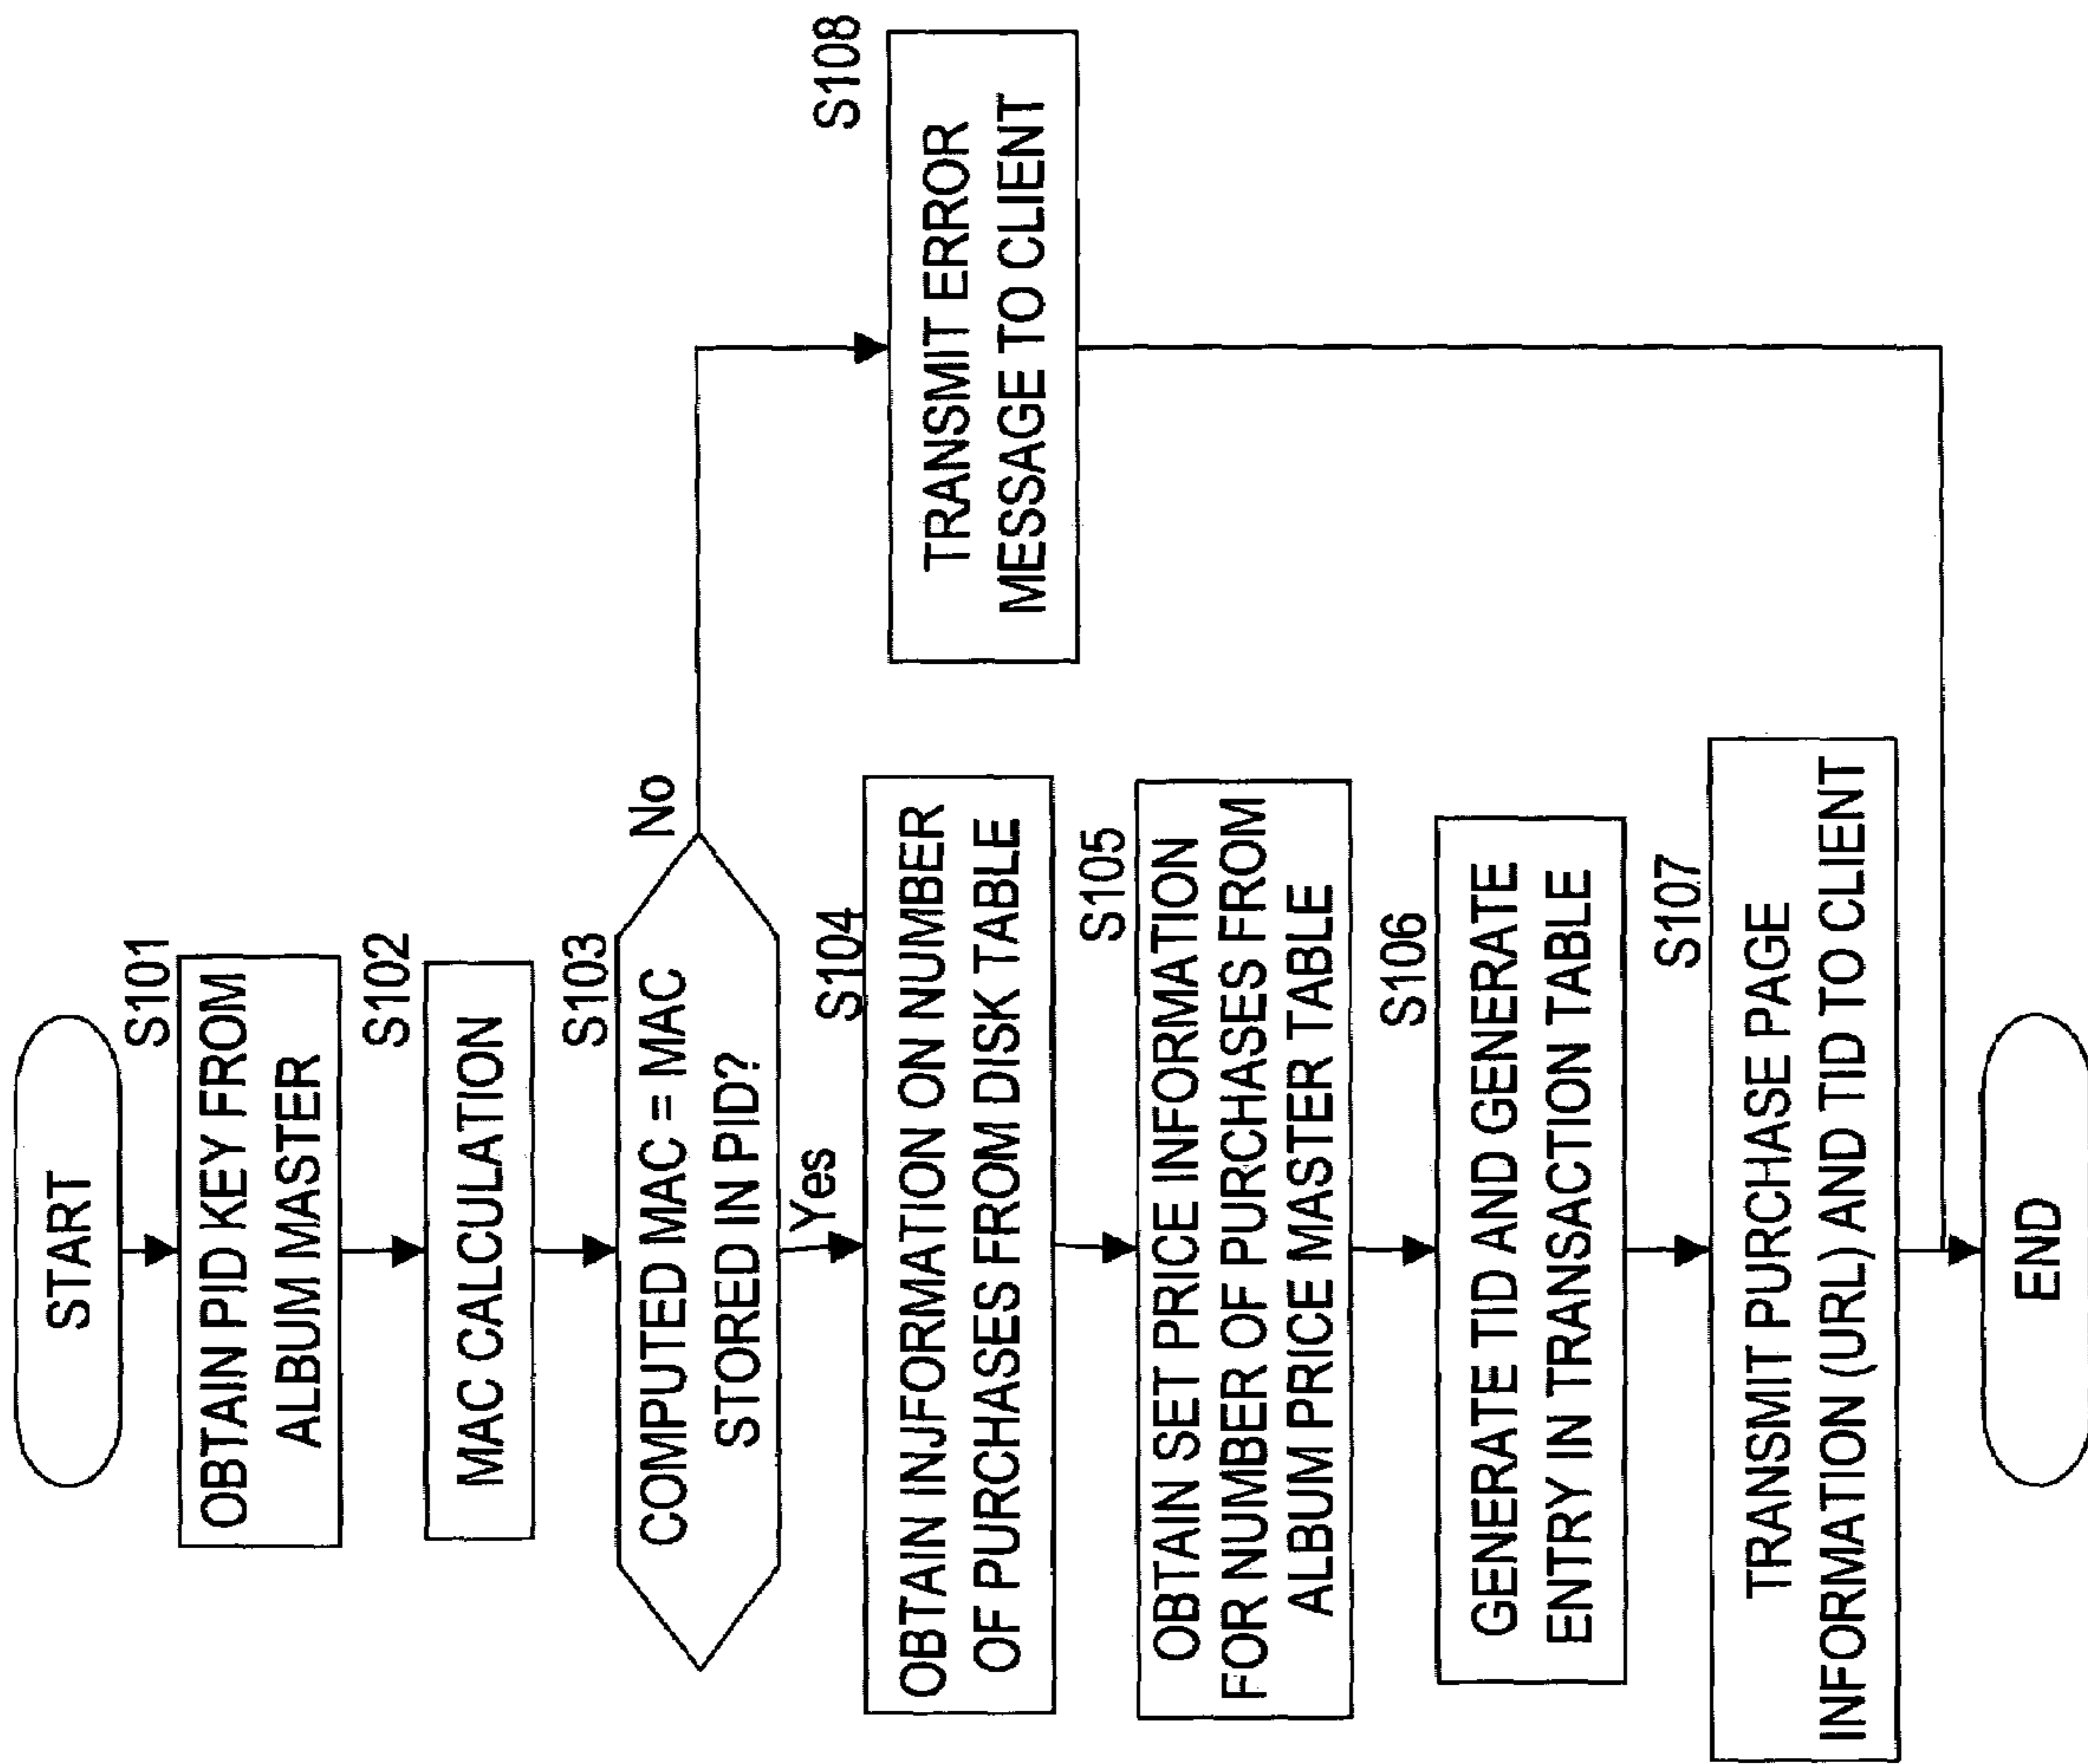 START
S101
OBTAIN PID KEY FROM
ALBUM MASTER
S102
MAC CALCULATION
S103
COMPUTED MAC = MAC
STORED IN PID?
No
Yes
S104
OBTAIN INJFORMATION ON NUMBER
OF PURCHASES FROM DISK TABLE
S105
OBTAIN SET PRICE INFORMATION
FOR NUMBER OF PURCHASES FROM
ALBUM PRICE MASTER TABLE
S106
GENERATE TID AND GENERATE
ENTRY IN TRANSACTION TABLE
S107
TRANSMIT PURCHASE PAGE
INFORMATION (URL) AND TID TO CLIENT
S108
TRANSMIT ERROR
MESSAGE TO CLIENT
END